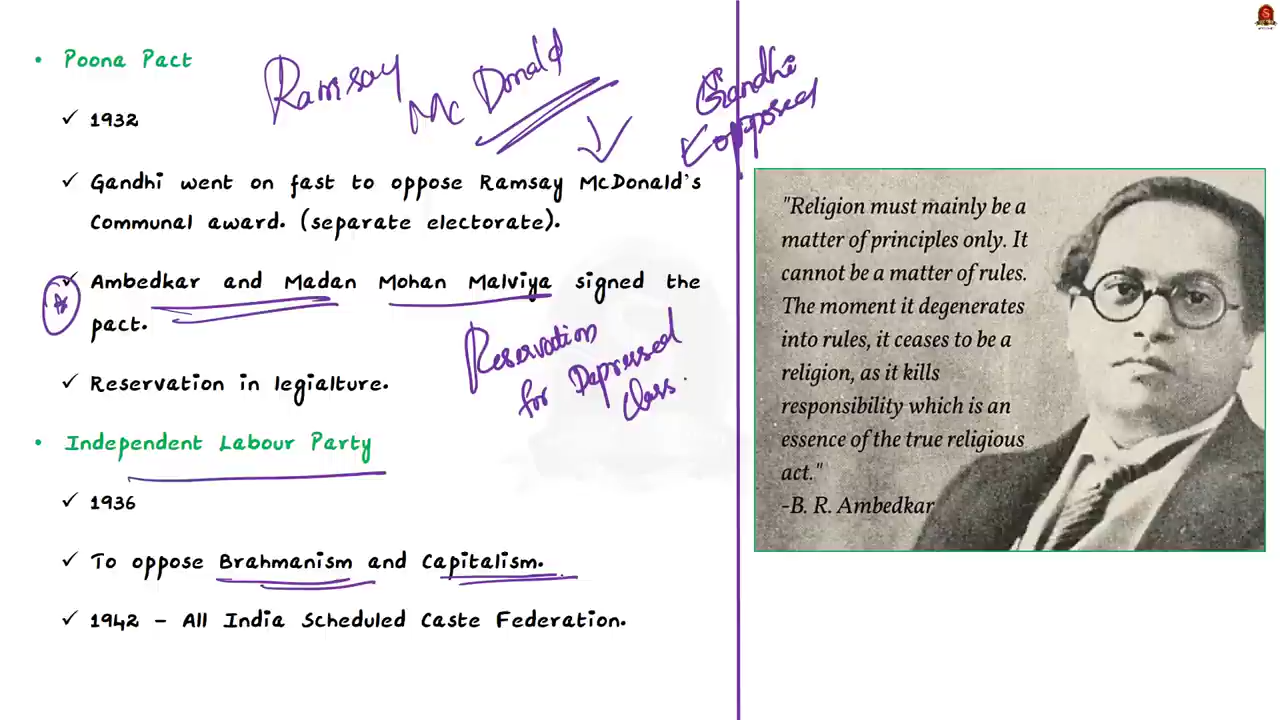 • Poona Pact
Ramsay
McDonald
Gandhi
opposed
✓ 1932
✓ Gandhi went on fast to oppose Ramsay McDonald's
Communal award. (separate electorate).
✓ Ambedkar and Madan Mohan Malviya signed the
pact.
Reservation
for Depressed
Class.
✓ Reservation in legialture.
• Independent Labour Party
✓ 1936
✓ To oppose Brahmanism and Capitalism.
✓ 1942 - All India Scheduled Caste Federation.
"Religion must mainly be a
matter of principles only. It
cannot be a matter of rules.
The moment it degenerates
into rules, it ceases to be a
religion, as it kills
responsibility which is an
essence of the true religious
act."
-B. R. Ambedkar